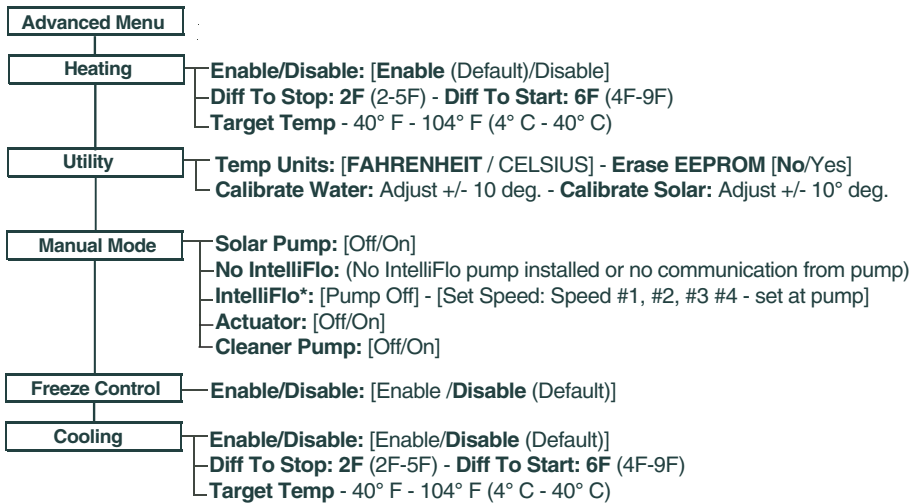 Advanced Menu
Heating
Enable/Disable: [Enable (Default)/Disable]
Diff To Stop: 2F (2-5F) - Diff To Start: 6F (4F-9F)
Target Temp - 40° F - 104° F (4° C - 40° C)
Utility
Temp Units: [FAHRENHEIT / CELSIUS] - Erase EEPROM [No/Yes]
Calibrate Water: Adjust +/- 10 deg. - Calibrate Solar: Adjust +/- 10° deg.
Manual Mode
Solar Pump: [Off/On]
No IntelliFlo: (No IntelliFlo pump installed or no communication from pump)
IntelliFlo*: [Pump Off] - [Set Speed: Speed #1, #2, #3 #4 - set at pump]
Actuator: [Off/On]
Cleaner Pump: [Off/On]
Freeze Control
Enable/Disable: [Enable /Disable (Default)]
Cooling
Enable/Disable: [Enable/Disable (Default)]
Diff To Stop: 2F (2F-5F) - Diff To Start: 6F (4F-9F)
Target Temp - 40° F - 104° F (4° C - 40° C)